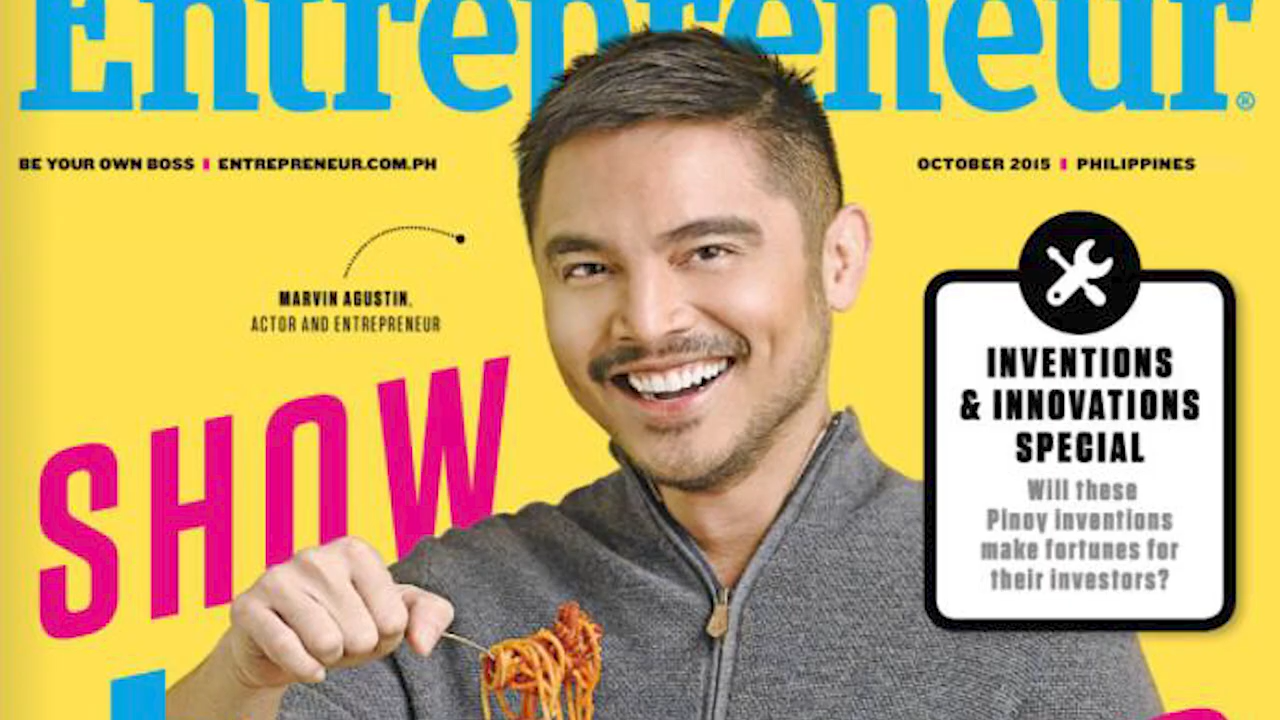 Entrepreneur®
BE YOUR OWN BOSS | ENTREPRENEUR.COM.PH
OCTOBER 2015 | PHILIPPINES
MARVIN AGUSTIN,
ACTOR AND ENTREPRENEUR
SHOW
INVENTIONS
& INNOVATIONS
SPECIAL
Will these
Pinoy inventions
make fortunes for
their investors?